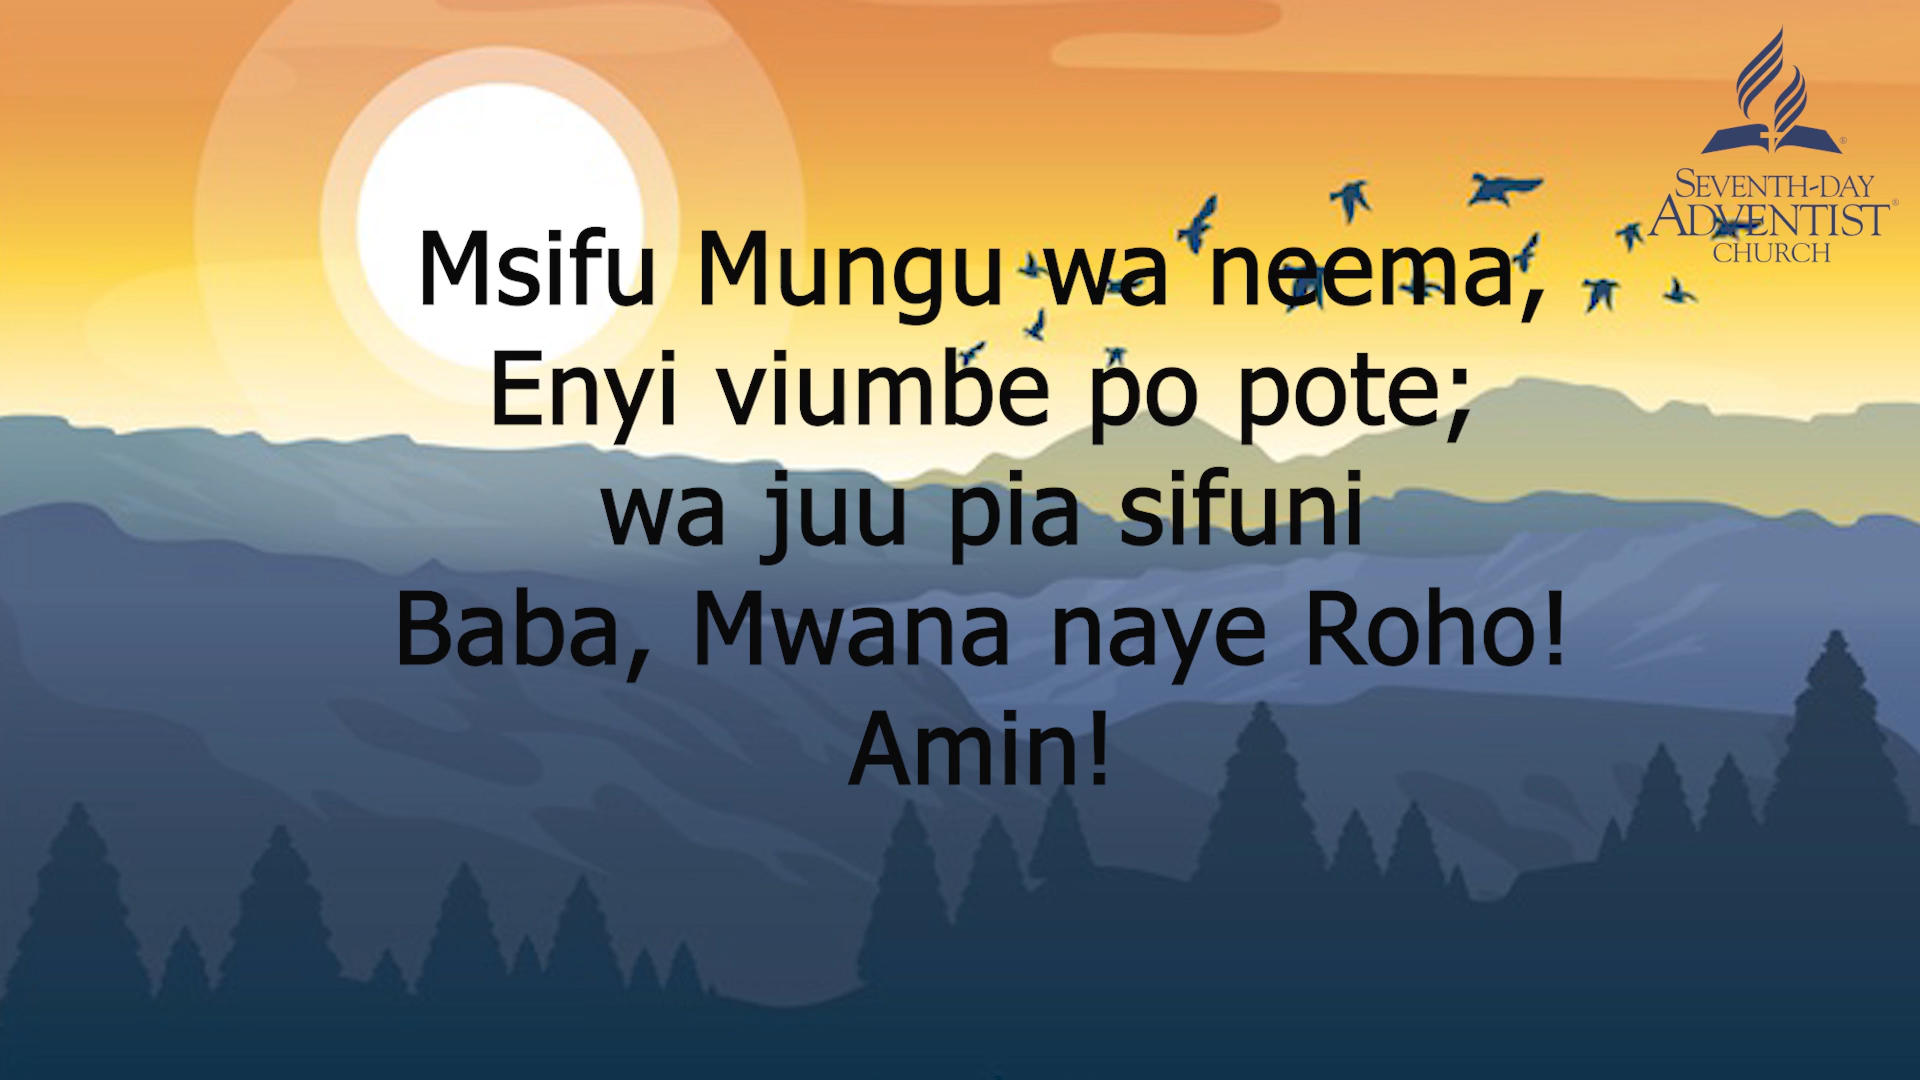 SEVENTH-DAY
ADVENTIST®
CHURCH
Msifu Mungu wa neema,
Enyi viumbe po pote;
wa juu pia sifuni
Baba, Mwana naye Roho!
Amin!